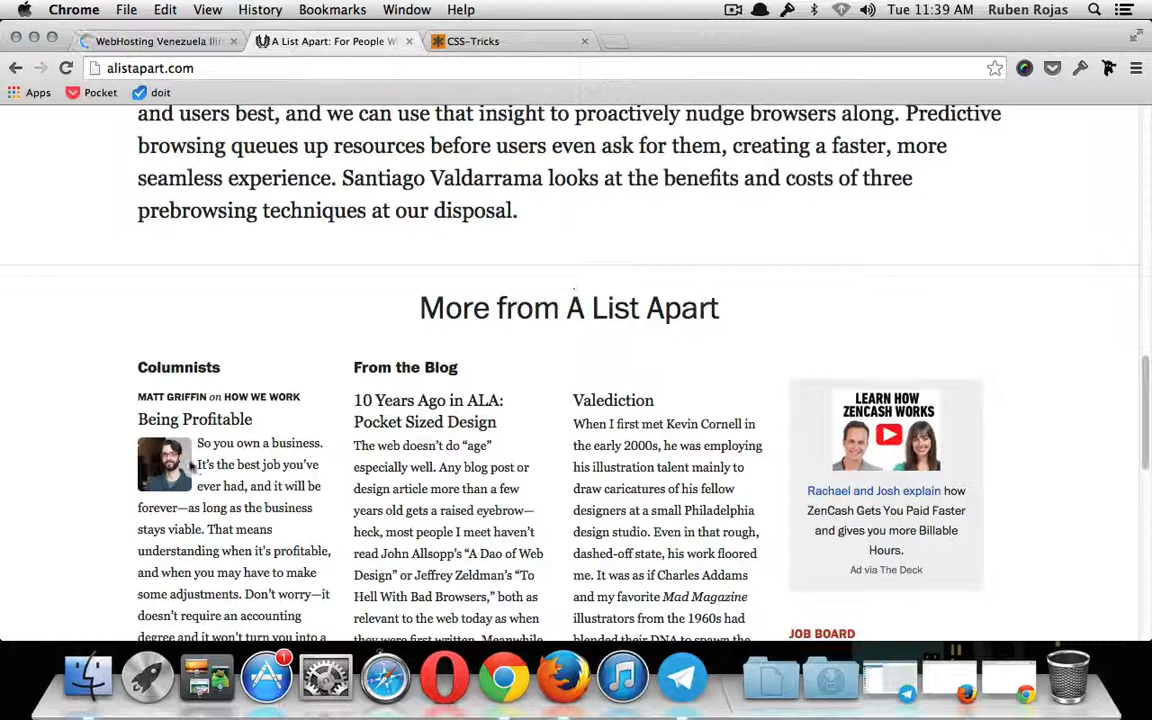 Chrome File Edit View History Bookmarks Window Help Tue 11:39 AM Ruben Rojas
WebHosting Venezuela A List Apart: For People W CSS-Tricks
alistapart.com
Apps Pocket doit
and users best, and we can use that insight to proactively nudge browsers along. Predictive
browsing queues up resources before users even ask for them, creating a faster, more
seamless experience. Santiago Valdarrama looks at the benefits and costs of three
prebrowsing techniques at our disposal.
More from A List Apart
Columnists
MATT GRIFFIN on HOW WE WORK
Being Profitable
So you own a business.
It's the best job you've
ever had, and it will be
forever—as long as the business
stays viable. That means
understanding when it's profitable,
and when you may have to make
some adjustments. Don't worry—it
doesn't require an accounting
degree and it won't turn you into a
From the Blog
10 Years Ago in ALA:
Pocket Sized Design
The web doesn't do “age”
especially well. Any blog post or
design article more than a few
years old gets a raised eyebrow—
heck, most people I meet haven't
read John Allsopp's “A Dao of Web
Design” or Jeffrey Zeldman's “To
Hell With Bad Browsers,” both as
relevant to the web today as when
they were first written. Meanwhile
Valediction
When I first met Kevin Cornell in
the early 2000s, he was employing
his illustration talent mainly to
draw caricatures of his fellow
designers at a small Philadelphia
design studio. Even in that rough,
dashed-off state, his work floored
me. It was as if Charles Addams
and my favorite Mad Magazine
illustrators from the 1960s had
blended their DNA to spawn the
LEARN HOW
ZENCASH WORKS
Rachael and Josh explain how
ZenCash Gets You Paid Faster
and gives you more Billable
Hours.
Ad via The Deck
JOB BOARD
1